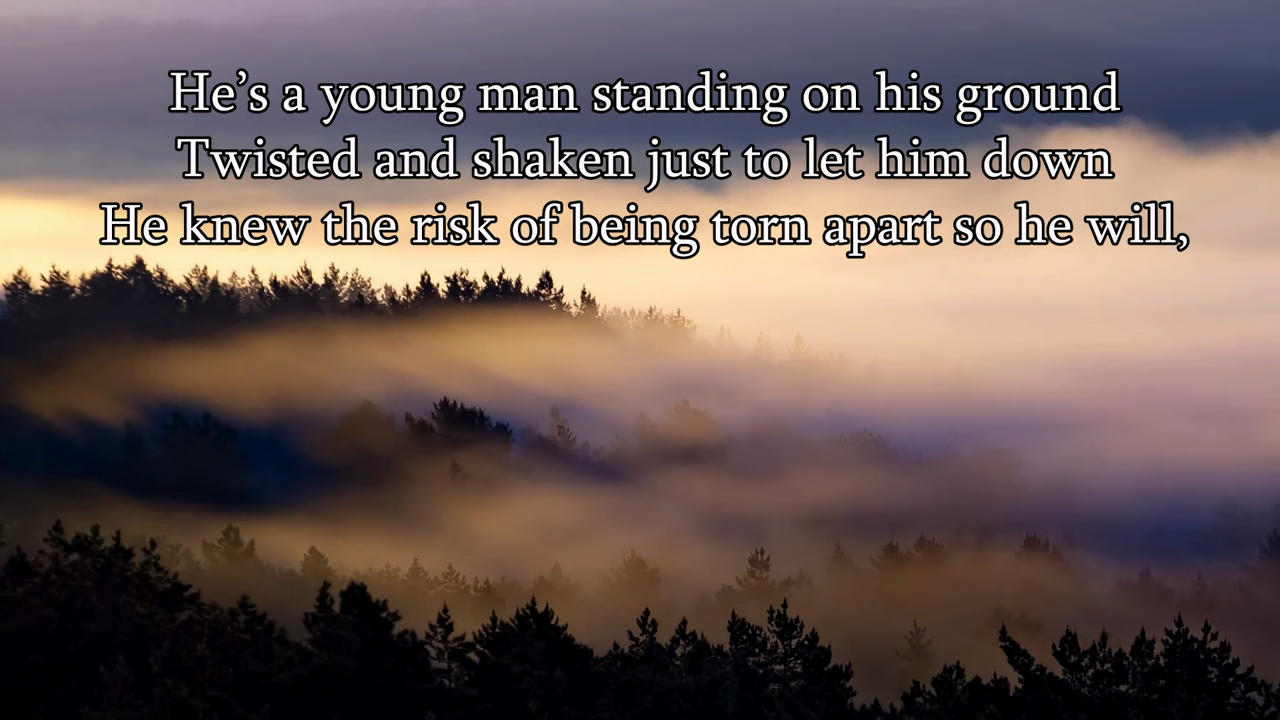 He’s a young man standing on his ground
Twisted and shaken just to let him down
He knew the risk of being torn apart so he will,